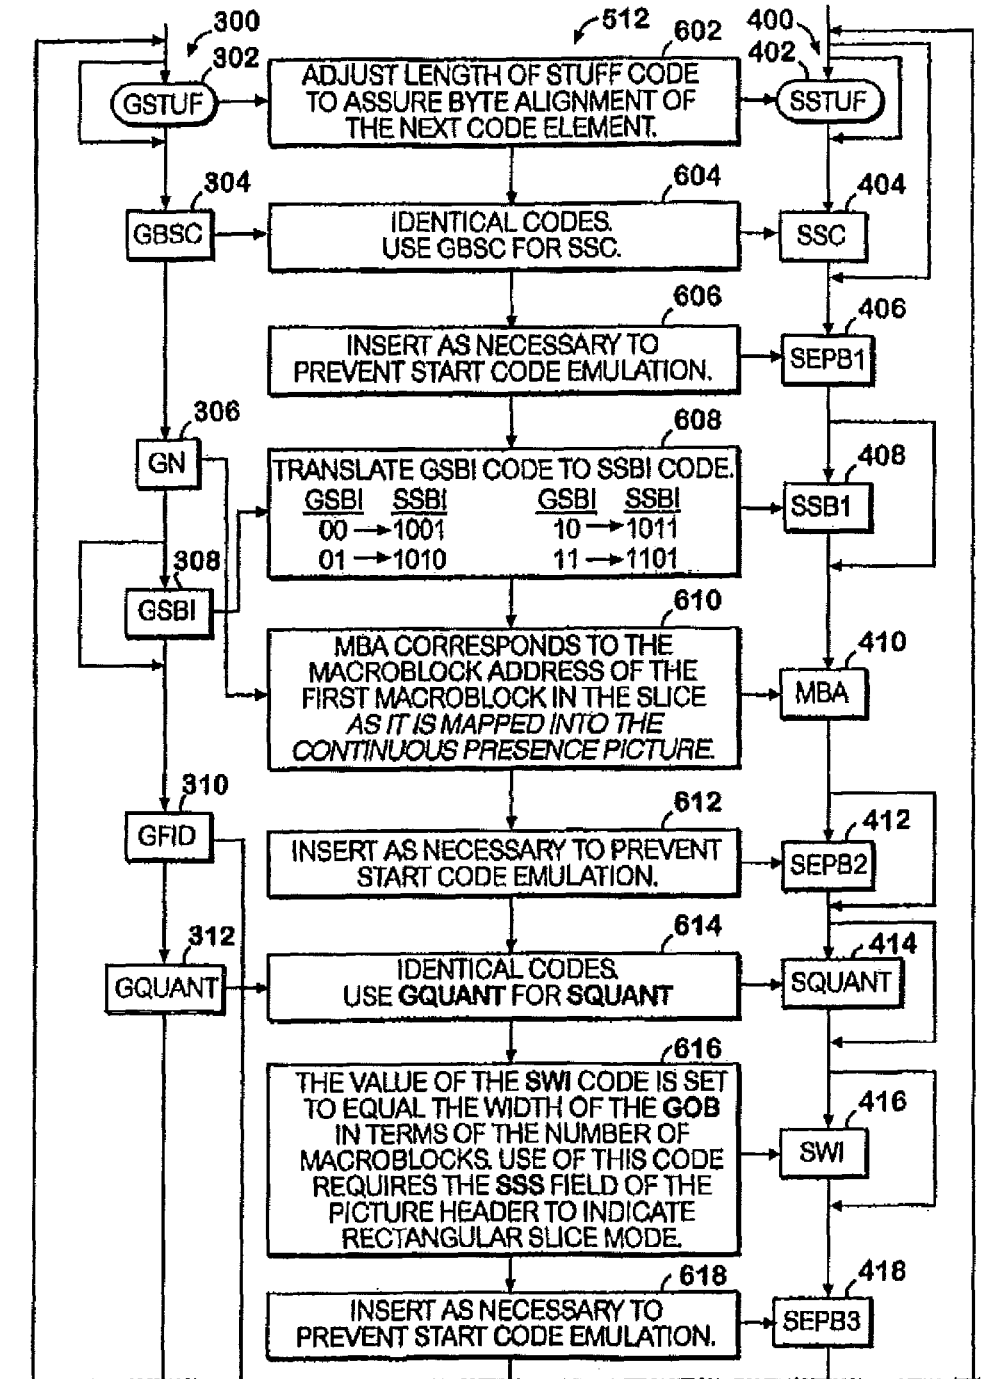 300
512
400
302
602
402
GSTUF
ADJUST LENGTH OF STUFF CODE
TO ASSURE BYTE ALIGNMENT OF
THE NEXT CODE ELEMENT.
SSTUF
304
604
404
GBSC
IDENTICAL CODES.
USE GBSC FOR SSC.
SSC
606
406
INSERT AS NECESSARY TO
PREVENT START CODE EMULATION.
SEPB1
306
608
408
GN
TRANSLATE GSBI CODE TO SSBI CODE.
GSBI SSBI GSBI SSBI
00 → 1001 10 → 1011
01 → 1010 11 → 1101
SSB1
308
610
410
GSBI
MBA CORRESPONDS TO THE
MACROBLOCK ADDRESS OF THE
FIRST MACROBLOCK IN THE SLICE
AS IT IS MAPPED INTO THE
CONTINUOUS PRESENCE PICTURE.
MBA
310
612
412
GFID
INSERT AS NECESSARY TO PREVENT
START CODE EMULATION.
SEPB2
312
614
414
GQUANT
IDENTICAL CODES.
USE GQUANT FOR SQUANT
SQUANT
616
416
THE VALUE OF THE SWI CODE IS SET
TO EQUAL THE WIDTH OF THE GOB
IN TERMS OF THE NUMBER OF
MACROBLOCKS. USE OF THIS CODE
REQUIRES THE SSS FIELD OF THE
PICTURE HEADER TO INDICATE
RECTANGULAR SLICE MODE.
SWI
618
418
INSERT AS NECESSARY TO
PREVENT START CODE EMULATION.
SEPB3